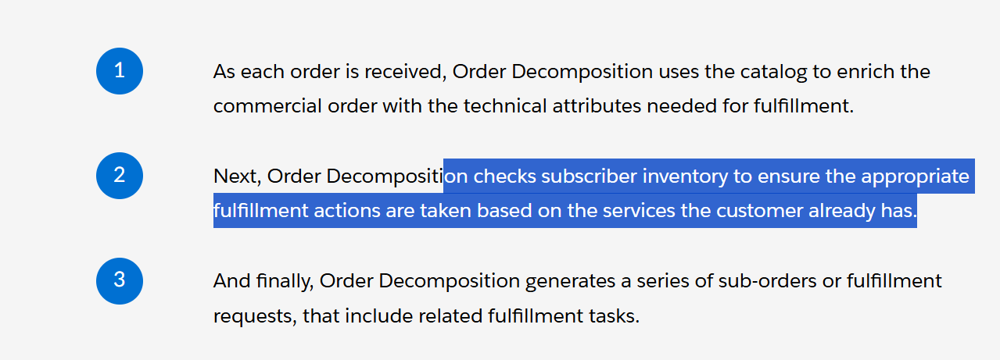 1
As each order is received, Order Decomposition uses the catalog to enrich the
commercial order with the technical attributes needed for fulfillment.
2
Next, Order Decomposition checks subscriber inventory to ensure the appropriate
fulfillment actions are taken based on the services the customer already has.
3
And finally, Order Decomposition generates a series of sub-orders or fulfillment
requests, that include related fulfillment tasks.